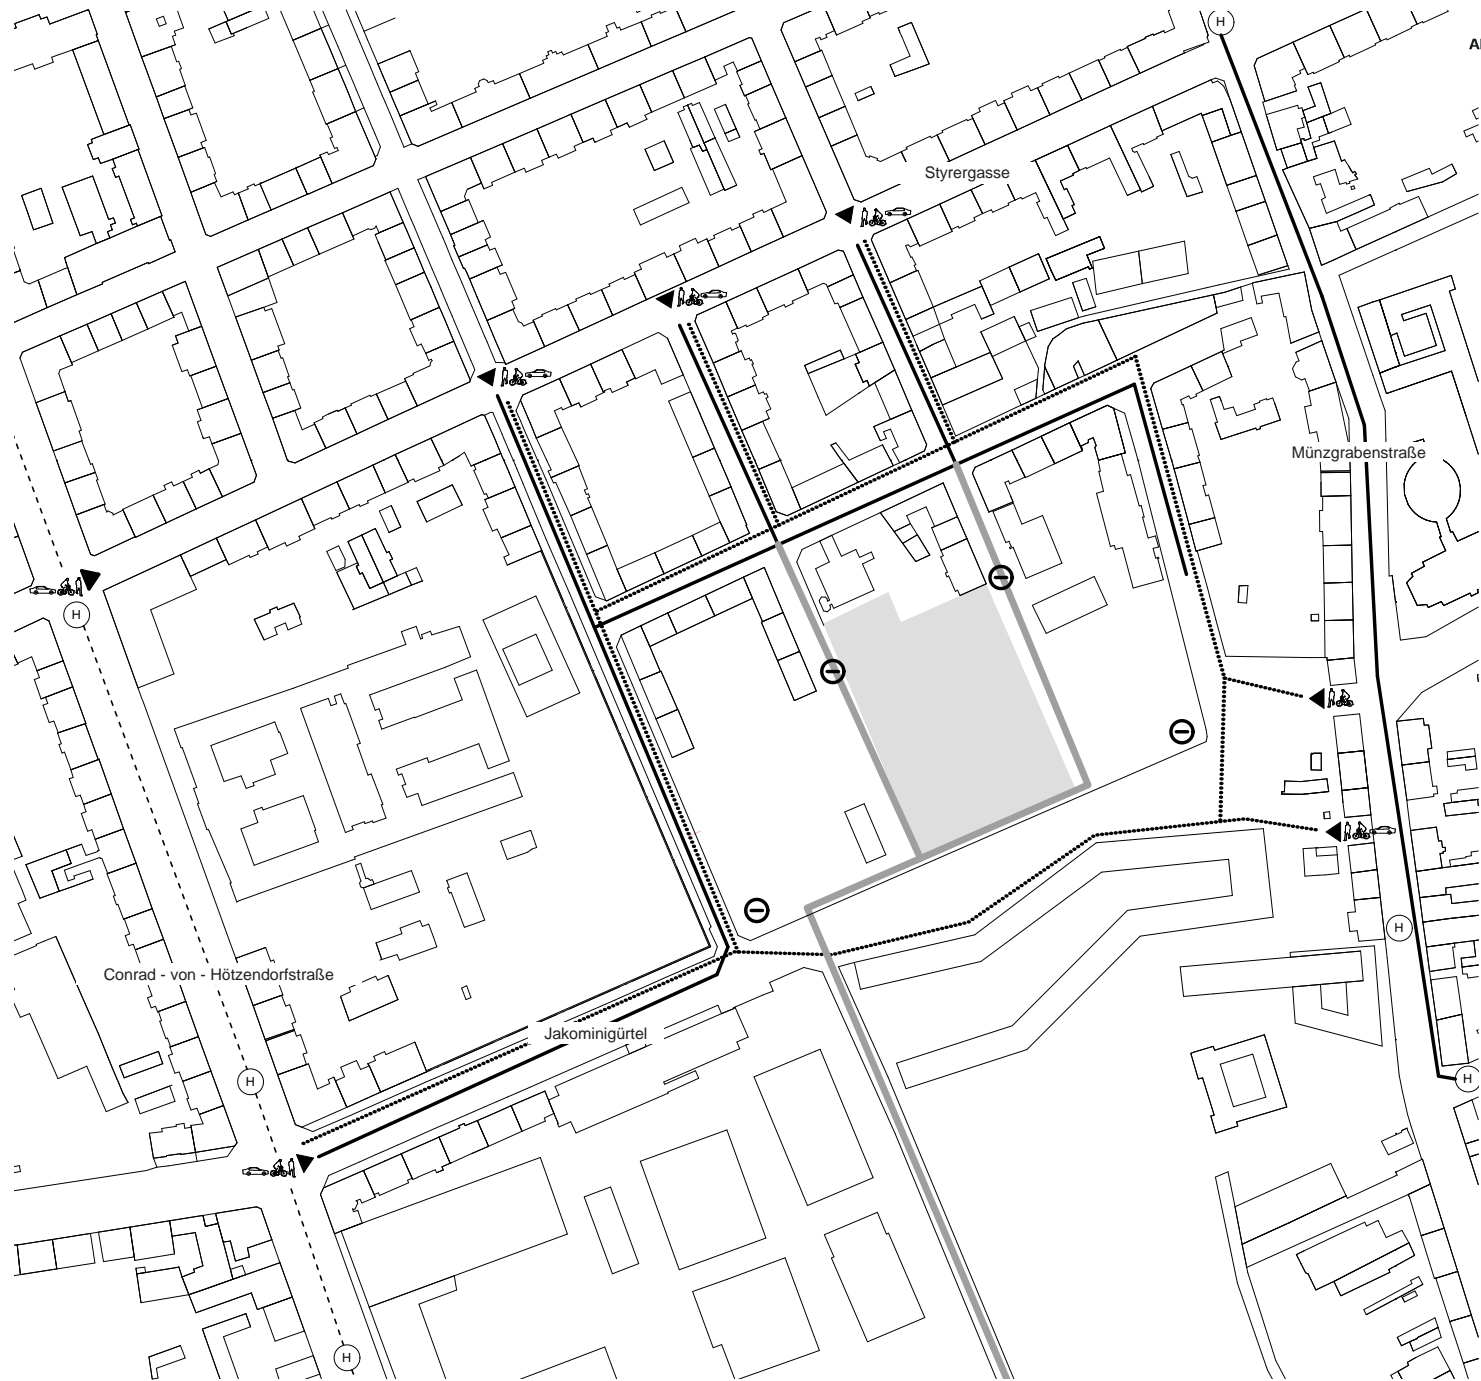 H
A
Styrergasse
Münzgrabenstraße
H
H
Conrad - von - Hötzendorfstraße
Jakominigürtel
H
H
H